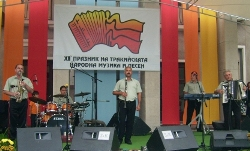 XII ПРАЗНИК НА ТРАКИЙСКАТА
НАРОДНА МУЗИКА И ПЕСЕН